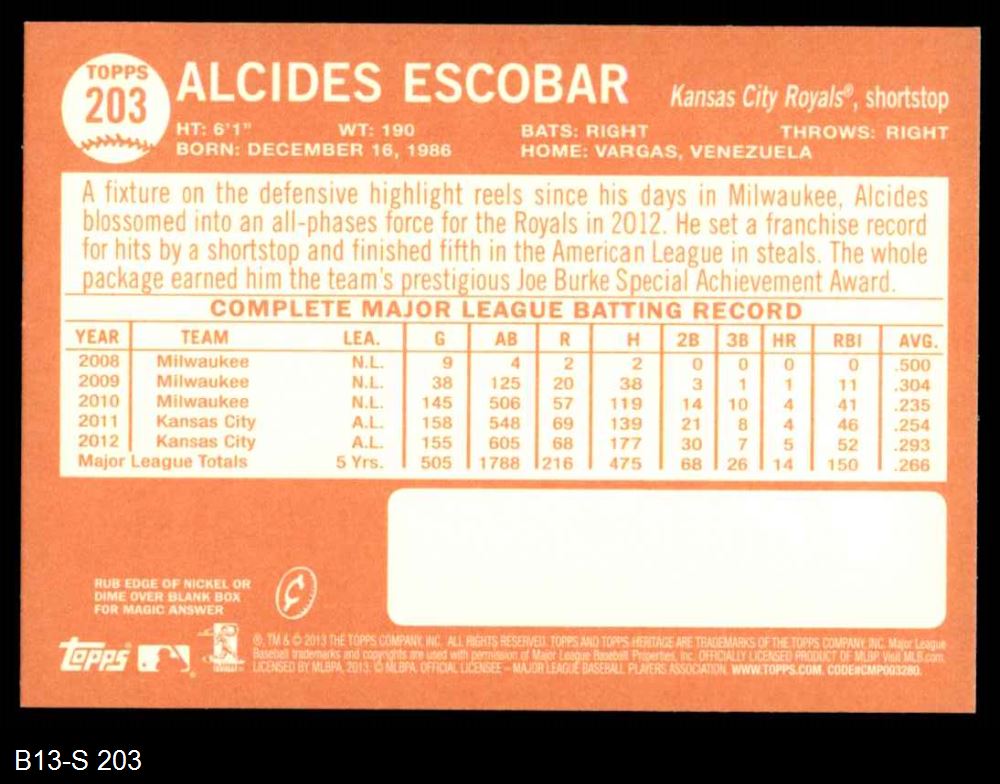 TOPPS
203
ALCIDES ESCOBAR
Kansas City Royals®, shortstop
HT: 6'1" WT: 190 BATS: RIGHT THROWS: RIGHT
BORN: DECEMBER 16, 1986 HOME: VARGAS, VENEZUELA
A fixture on the defensive highlight reels since his days in Milwaukee, Alcides
blossomed into an all-phases force for the Royals in 2012. He set a franchise record
for hits by a shortstop and finished fifth in the American League in steals. The whole
package earned him the team's prestigious Joe Burke Special Achievement Award.
COMPLETE MAJOR LEAGUE BATTING RECORD
YEAR TEAM LEA. G AB R H 2B 3B HR RBI AVG.
2008 Milwaukee N.L. 9 4 2 2 0 0 0 0 .500
2009 Milwaukee N.L. 38 125 20 38 3 1 1 11 .304
2010 Milwaukee N.L. 145 506 57 119 14 10 4 41 .235
2011 Kansas City A.L. 158 548 69 139 21 8 4 46 .254
2012 Kansas City A.L. 155 605 68 177 30 7 5 52 .293
Major League Totals 5 Yrs. 505 1788 216 475 68 26 14 150 .266
RUB EDGE OF NICKEL OR
DIME OVER BLANK BOX
FOR MAGIC ANSWER
Topps
®, TM & © 2013 THE TOPPS COMPANY, INC. ALL RIGHTS RESERVED. TOPPS AND TOPPS HERITAGE ARE TRADEMARKS OF THE TOPPS COMPANY, INC. Major League
Baseball trademarks and copyrights are used with permission of Major League Baseball Properties, Inc. OFFICIALLY LICENSED PRODUCT OF MLBP. Visit MLB.com.
LICENSED BY MLBPA, 2013. © MLBPA. OFFICIAL LICENSEE – MAJOR LEAGUE BASEBALL PLAYERS ASSOCIATION. WWW.TOPPS.COM. CODE#CMP003280.
B13-S 203